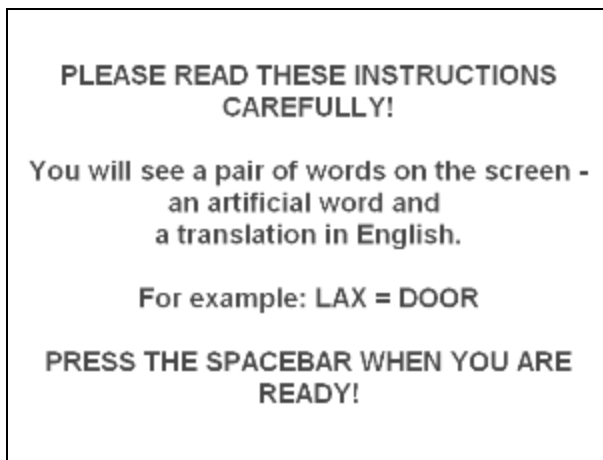 PLEASE READ THESE INSTRUCTIONS
CAREFULLY!
You will see a pair of words on the screen -
an artificial word and
a translation in English.
For example: LAX = DOOR
PRESS THE SPACEBAR WHEN YOU ARE
READY!